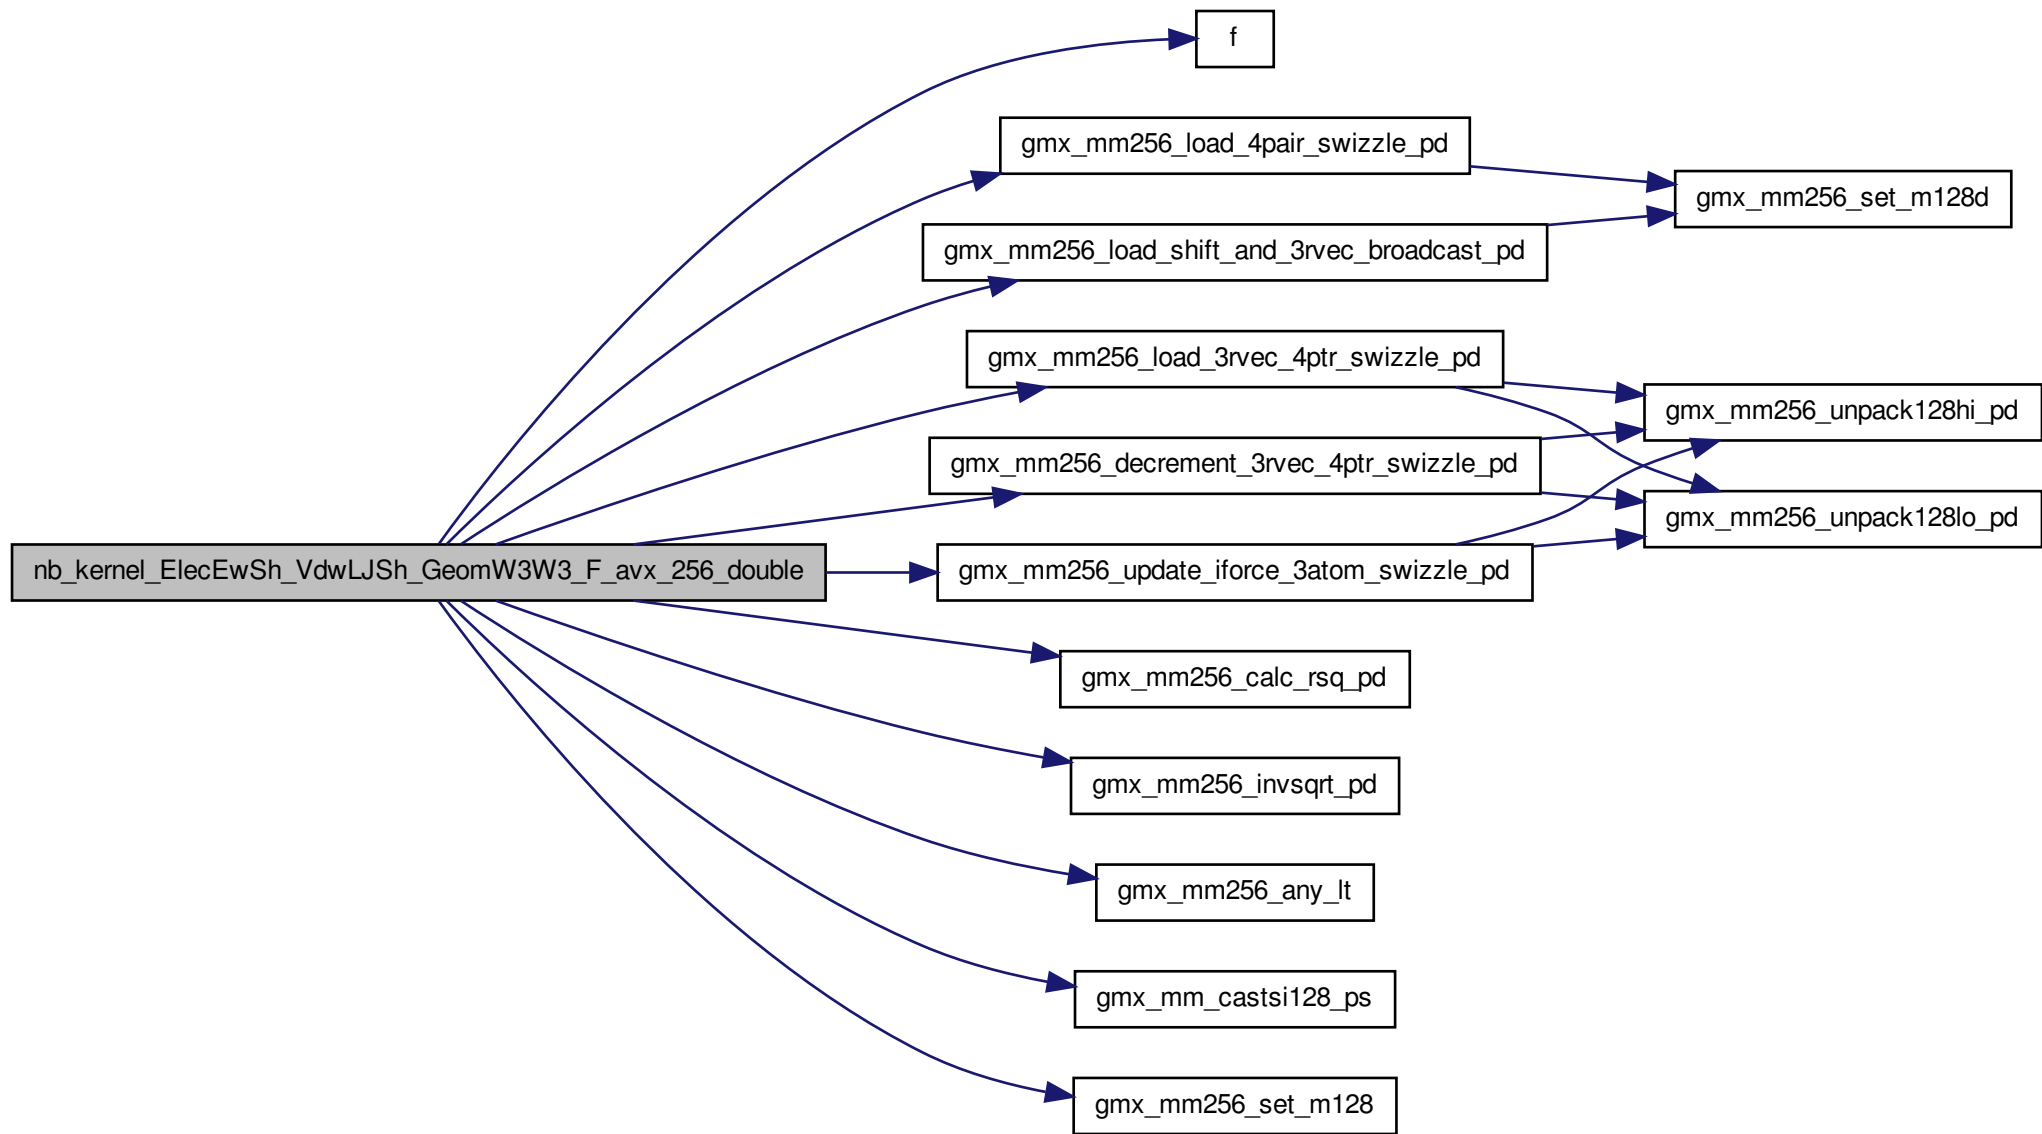 f
gmx_mm256_load_4pair_swizzle_pd
gmx_mm256_set_m128d
gmx_mm256_load_shift_and_3rvec_broadcast_pd
gmx_mm256_load_3rvec_4ptr_swizzle_pd
gmx_mm256_unpack128hi_pd
gmx_mm256_decrement_3rvec_4ptr_swizzle_pd
gmx_mm256_unpack128lo_pd
nb_kernel_ElecEwSh_VdwLJSh_GeomW3W3_F_avx_256_double
gmx_mm256_update_iforce_3atom_swizzle_pd
gmx_mm256_calc_rsq_pd
gmx_mm256_invsqrt_pd
gmx_mm256_any_lt
gmx_mm_castsi128_ps
gmx_mm256_set_m128